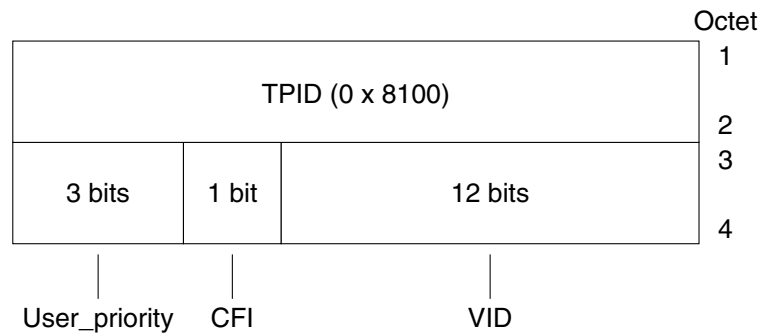 Octet
1
TPID (0 x 8100)
2
3
3 bits
1 bit
12 bits
4
User_priority
CFI
VID